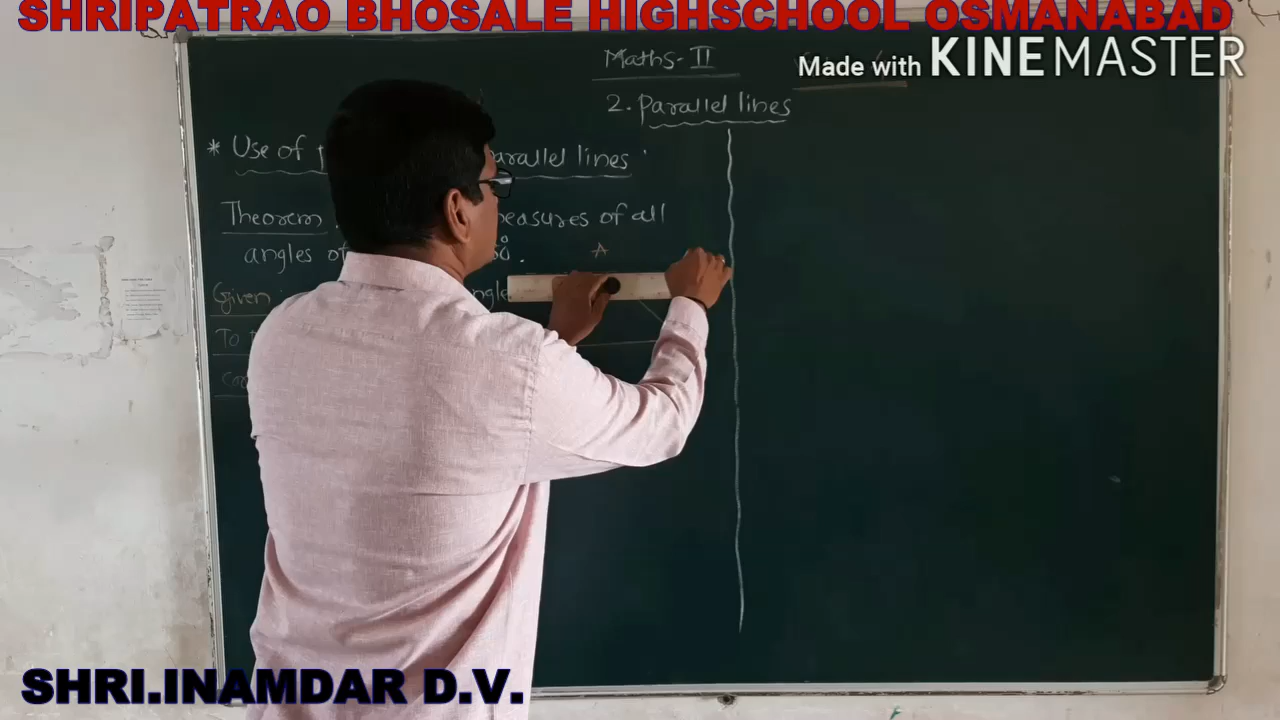 SHRIPATRAO BHOSALE HIGHSCHOOL OSMANABAD
Made with KINEMASTER
Maths-II
2. Parallel lines
* Use of parallel lines
Theorem measures of all
angles of
A
Given : angle
To
SHRI.INAMDAR D.V.